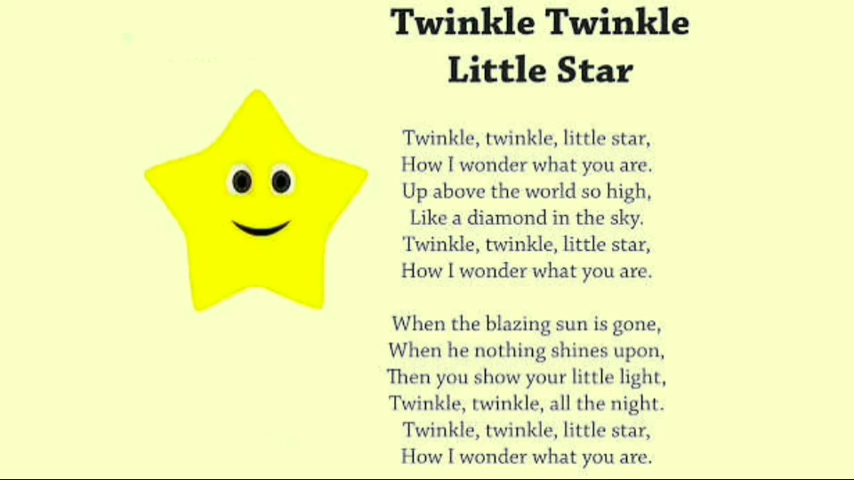 Twinkle Twinkle
Little Star
Twinkle, twinkle, little star,
How I wonder what you are.
Up above the world so high,
Like a diamond in the sky.
Twinkle, twinkle, little star,
How I wonder what you are.
When the blazing sun is gone,
When he nothing shines upon,
Then you show your little light,
Twinkle, twinkle, all the night.
Twinkle, twinkle, little star,
How I wonder what you are.